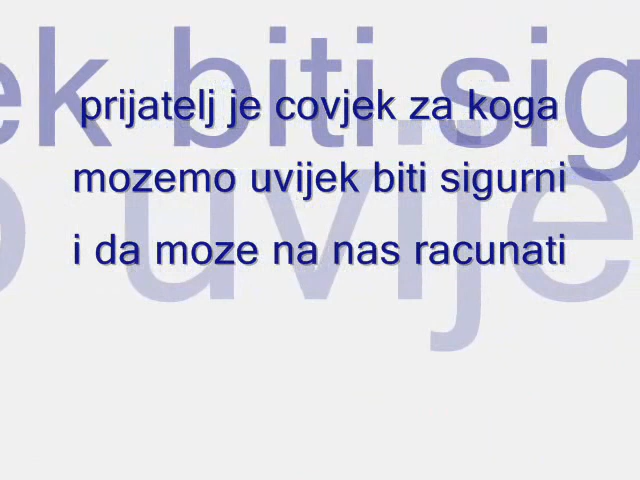 prijatelj je covjek za koga
mozemo uvijek biti sigurni
i da moze na nas racunati